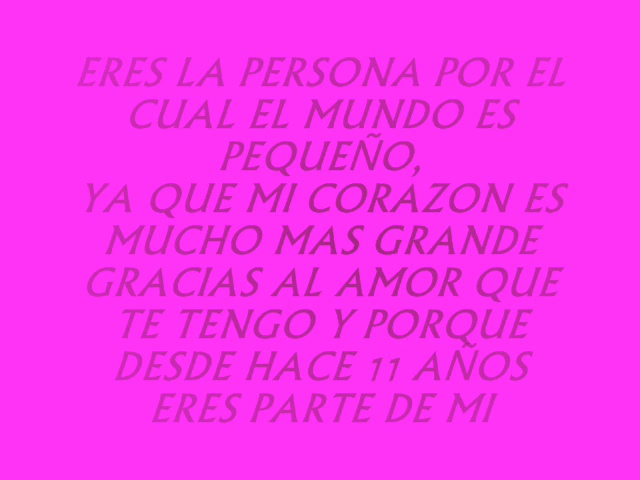 ERES LA PERSONA POR EL
CUAL EL MUNDO ES
PEQUEÑO,
YA QUE MI CORAZON ES
MUCHO MAS GRANDE
GRACIAS AL AMOR QUE
TE TENGO Y PORQUE
DESDE HACE 11 AÑOS
ERES PARTE DE MI